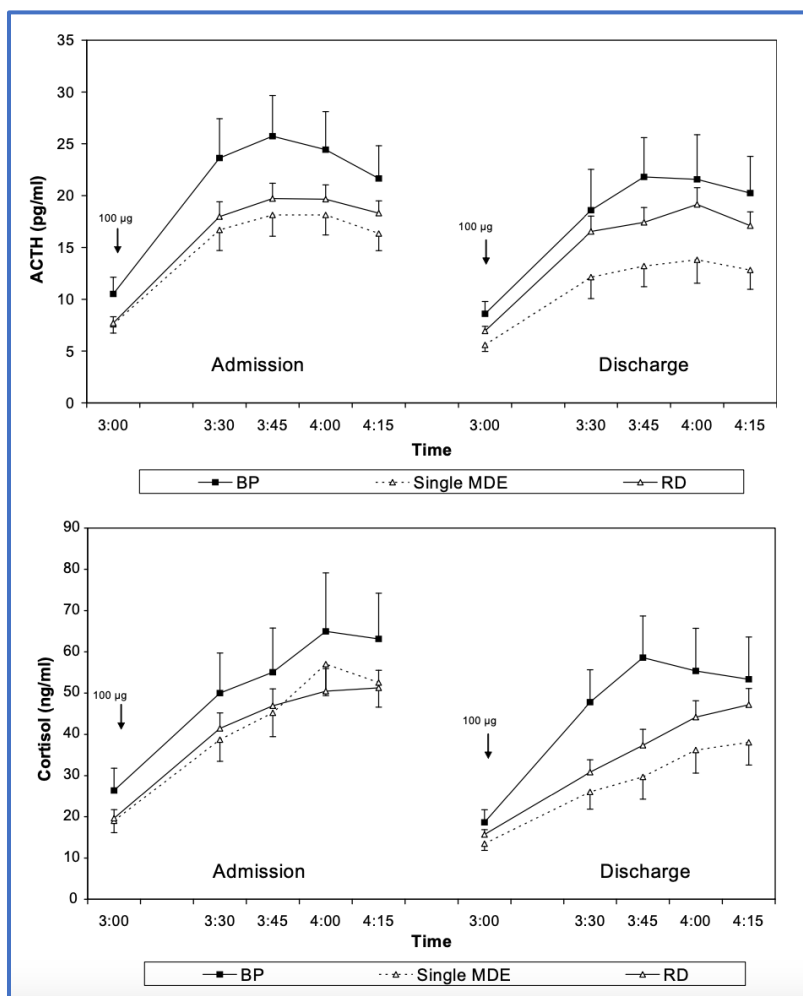 35
30
25
20
15
10
5
0
ACTH (pg/ml)
100 µg
100 µg
Admission
Discharge
3:00 3:30 3:45 4:00 4:15 3:00 3:30 3:45 4:00 4:15
Time
BP Single MDE RD
90
80
70
60
50
40
30
20
10
0
Cortisol (ng/ml)
100 µg
100 µg
Admission
Discharge
3:00 3:30 3:45 4:00 4:15 3:00 3:30 3:45 4:00 4:15
Time
BP Single MDE RD